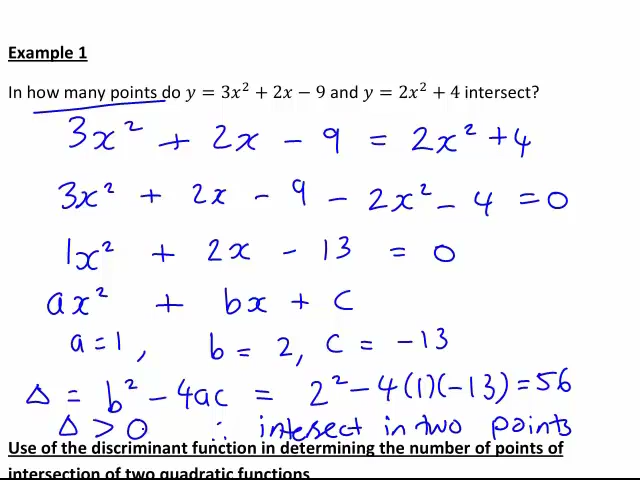 Example 1
In how many points do y = 3x² + 2x − 9 and y = 2x² + 4 intersect?
3x² + 2x − 9 = 2x² + 4
3x² + 2x − 9 − 2x² − 4 = 0
1x² + 2x − 13 = 0
ax² + bx + c
a = 1, b = 2, c = −13
Δ = b² − 4ac = 2² − 4(1)(−13) = 56
Δ > 0 ∴ intersect in two points
Use of the discriminant function in determining the number of points of
intersection of two quadratic functions